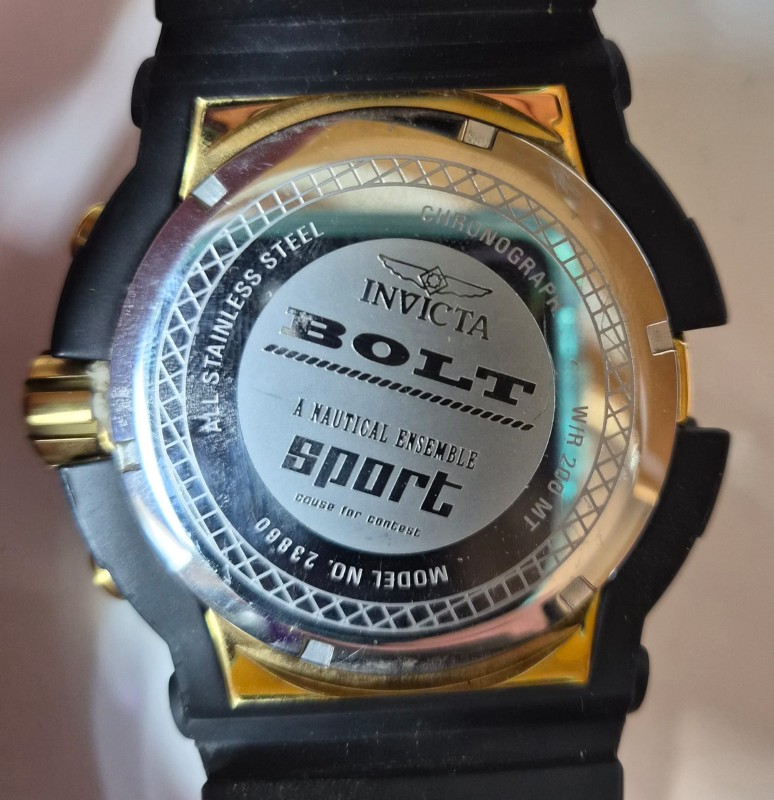 INVICTA
BOLT
A NAUTICAL ENSEMBLE
sport
cause for contest
ALL STAINLESS STEEL
CHRONOGRAPH
W/R 200 MT
MODEL NO. 23860